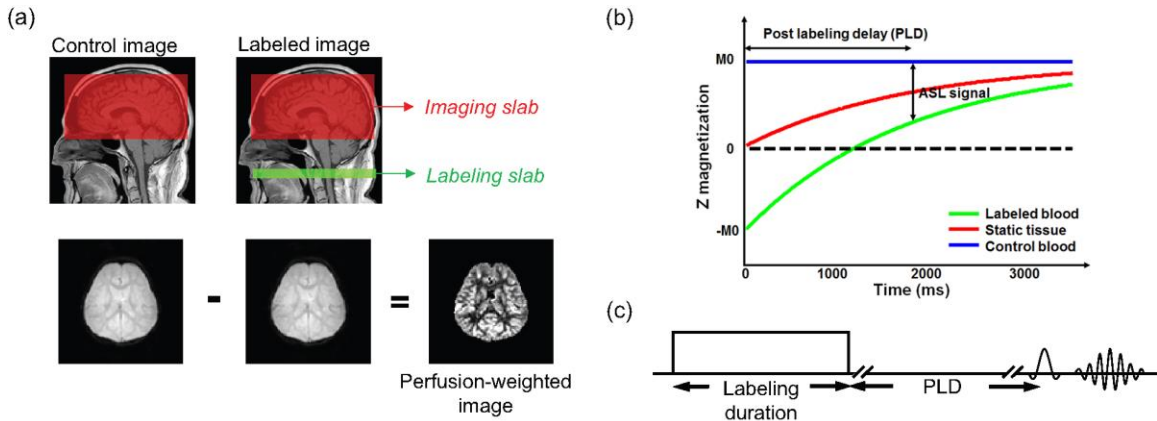 (a)
Control image
Labeled image
Imaging slab
Labeling slab
-
=
Perfusion-weighted
image
(b)
Post labeling delay (PLD)
M0
ASL signal
0
-M0
Z magnetization
Labeled blood
Static tissue
Control blood
0
1000
2000
3000
Time (ms)
(c)
Labeling
duration
PLD